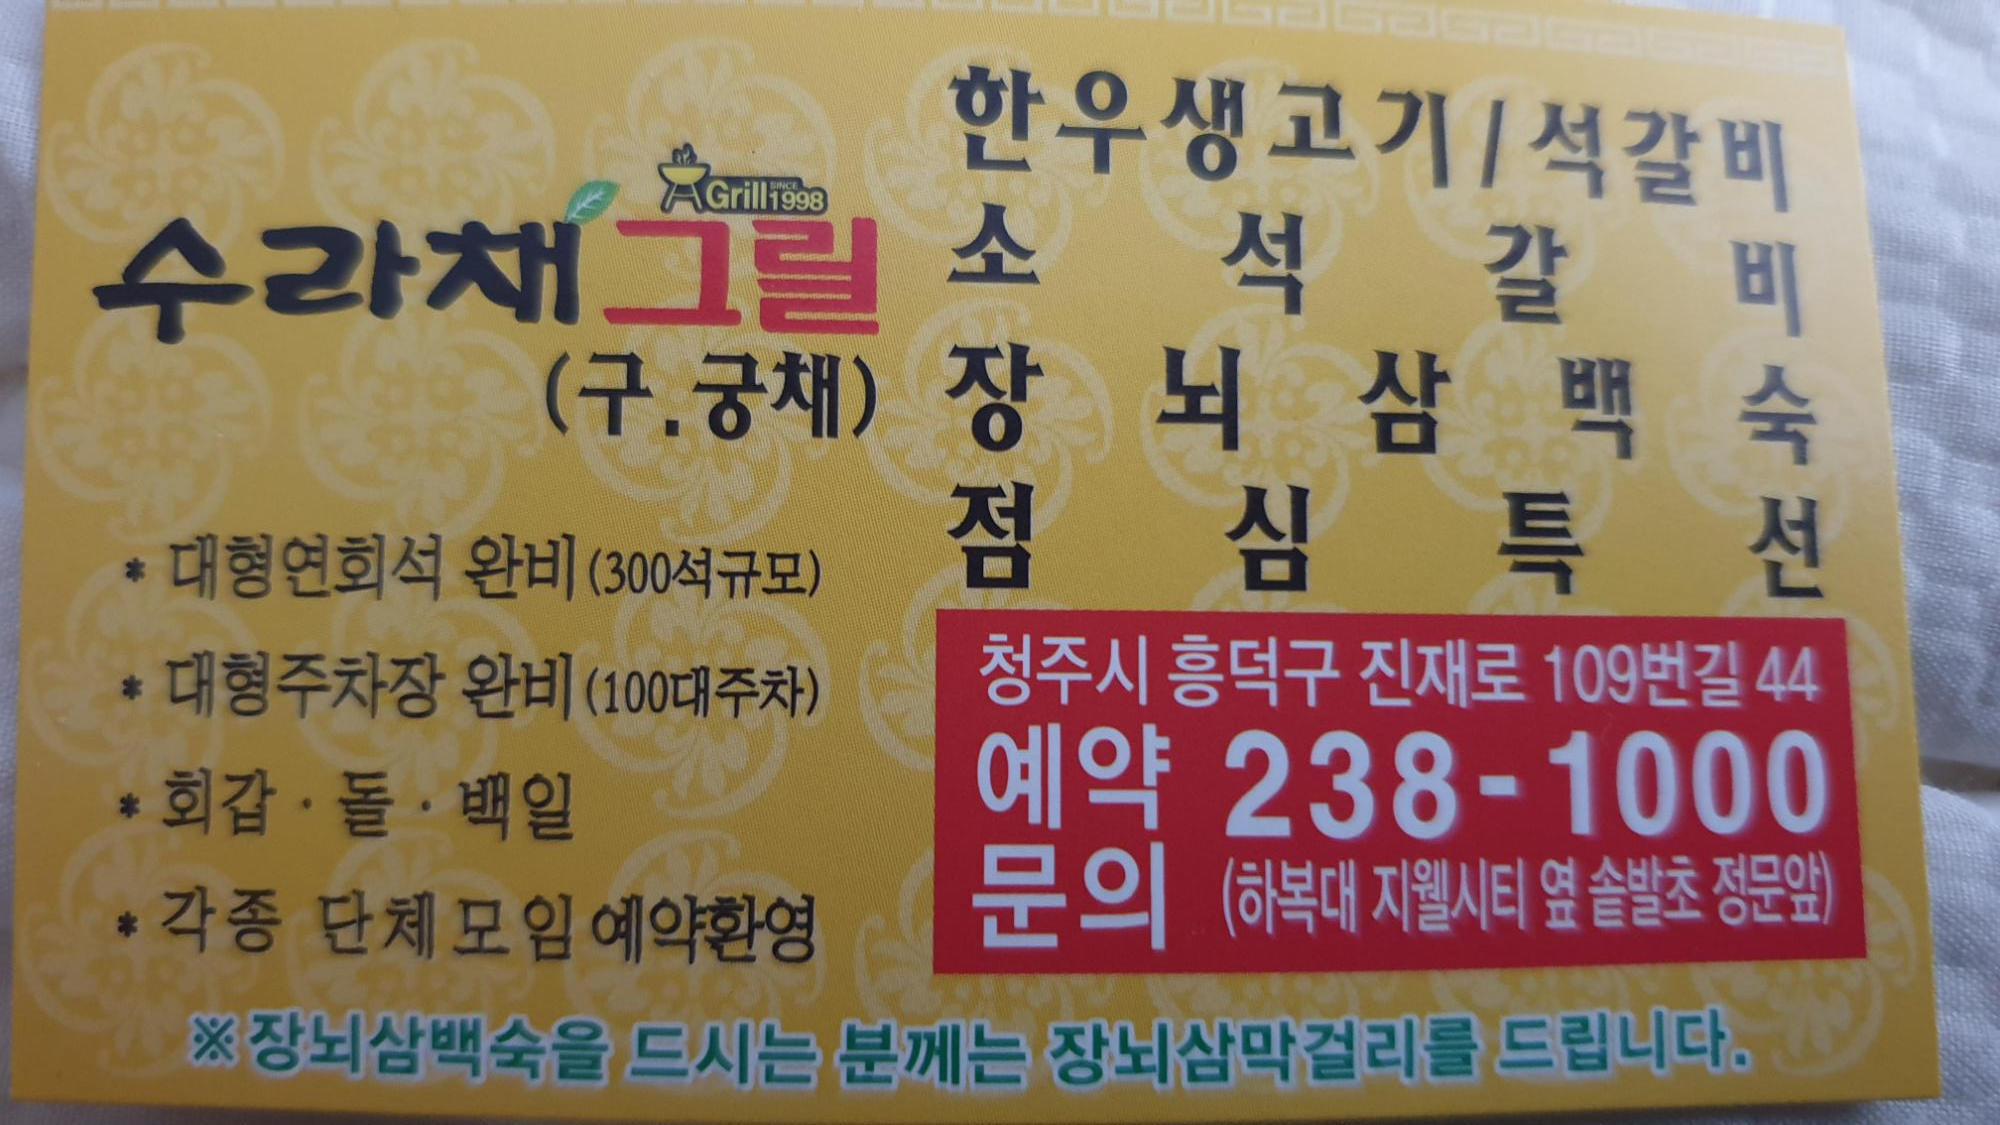 Grill SINCE 1998
수라채그릴
(구.궁채)
* 대형연회석 완비(300석규모)
* 대형주차장 완비(100대주차)
* 회갑·돌·백일
* 각종 단체모임 예약환영
한우생고기/석갈비
소석갈비
장뇌삼백숙
점심특선
청주시 흥덕구 진재로 109번길 44
예약 238-1000
문의 (하복대 지웰시티 옆 솔발초 정문앞)
※장뇌삼백숙을 드시는 분께는 장뇌삼막걸리를 드립니다.